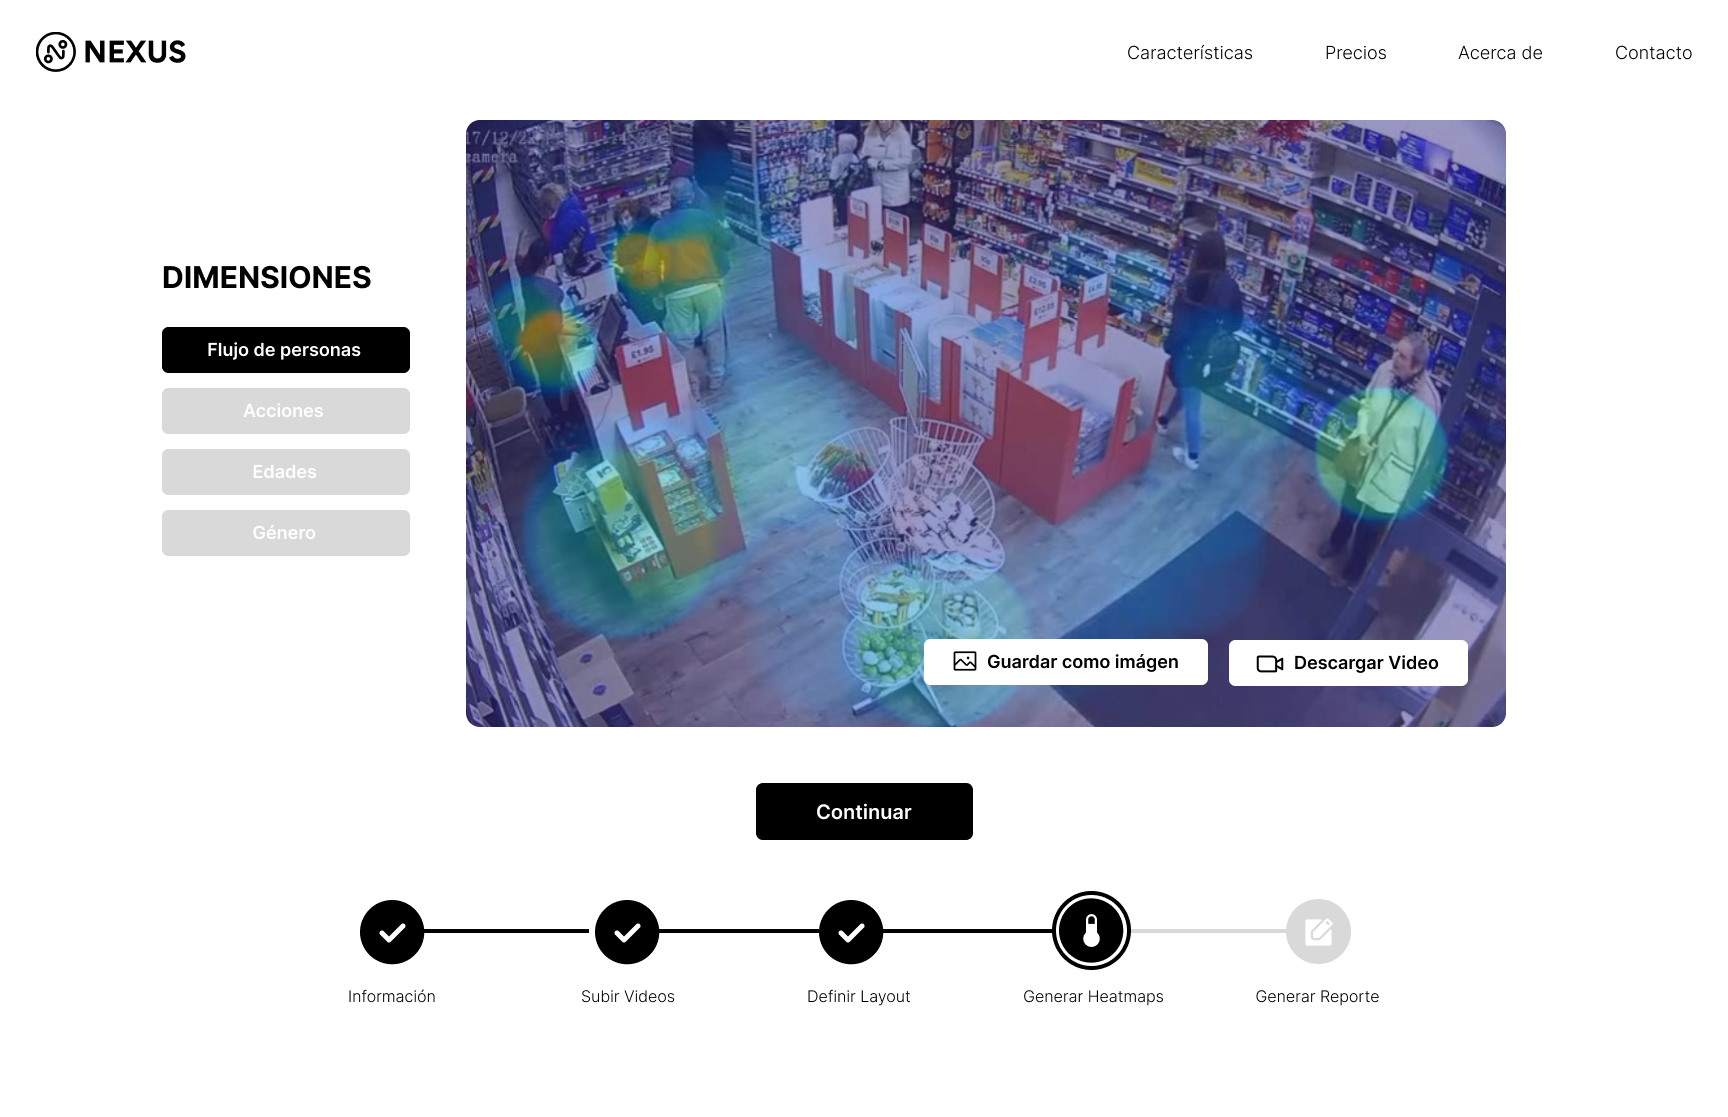 NEXUS
Características
Precios
Acerca de
Contacto
17/12/2
camera
DIMENSIONES
Flujo de personas
Acciones
Edades
Género
£1.95
Guardar como imágen
Descargar Video
Continuar
Información
Subir Videos
Definir Layout
Generar Heatmaps
Generar Reporte